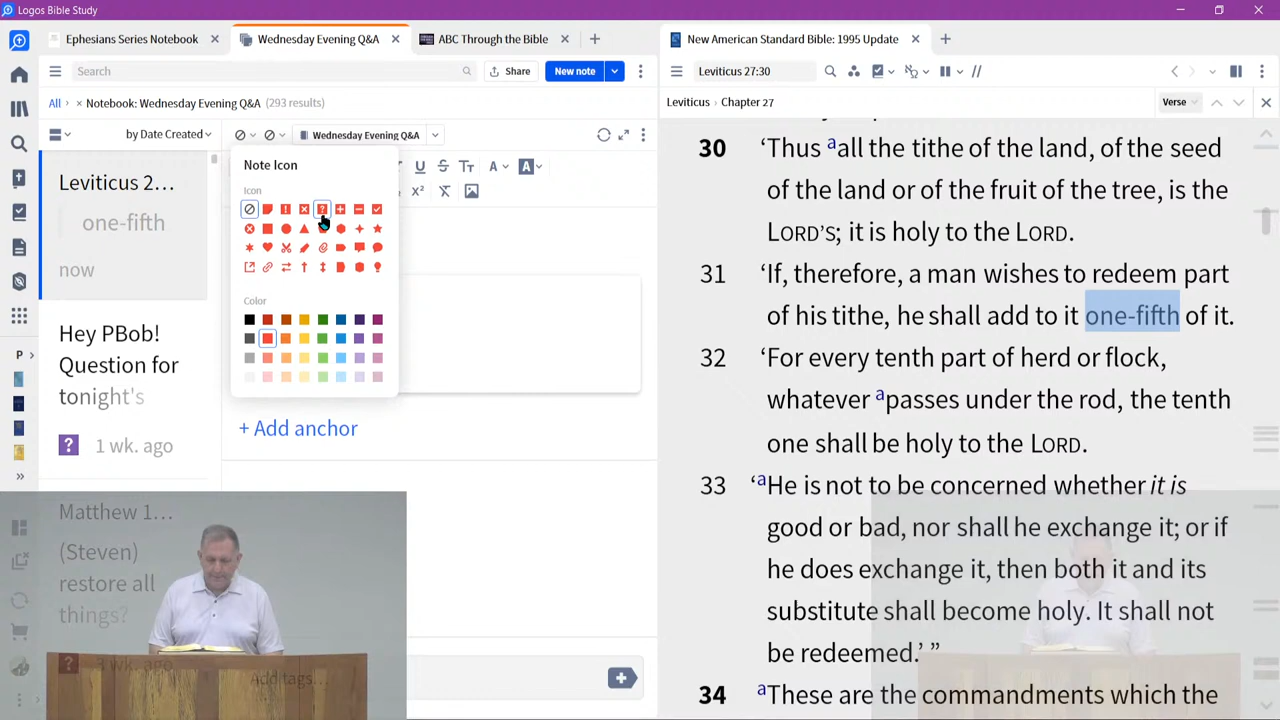 Logos Bible Study
Ephesians Series Notebook
Wednesday Evening Q&A
ABC Through the Bible
New American Standard Bible: 1995 Update
Search
Share
New note
Leviticus 27:30
All › × Notebook: Wednesday Evening Q&A (293 results)
Leviticus › Chapter 27
Verse
by Date Created
Wednesday Evening Q&A
Note Icon
Icon
Color
Leviticus 2…
one-fifth
now
Hey PBob!
Question for
tonight's
? 1 wk. ago
Matthew 1…
(Steven)
restore all
things?
? 3 wk. ago
P
+ Add anchor
Add tags…
30 ‘Thus aall the tithe of the land, of the seed
of the land or of the fruit of the tree, is the
LORD’S; it is holy to the LORD.
31 ‘If, therefore, a man wishes to redeem part
of his tithe, he shall add to it one-fifth of it.
32 ‘For every tenth part of herd or flock,
whatever apasses under the rod, the tenth
one shall be holy to the LORD.
33 ‘aHe is not to be concerned whether it is
good or bad, nor shall he exchange it; or if
he does exchange it, then both it and its
substitute shall become holy. It shall not
be redeemed.’ ”
34 aThese are the commandments which the